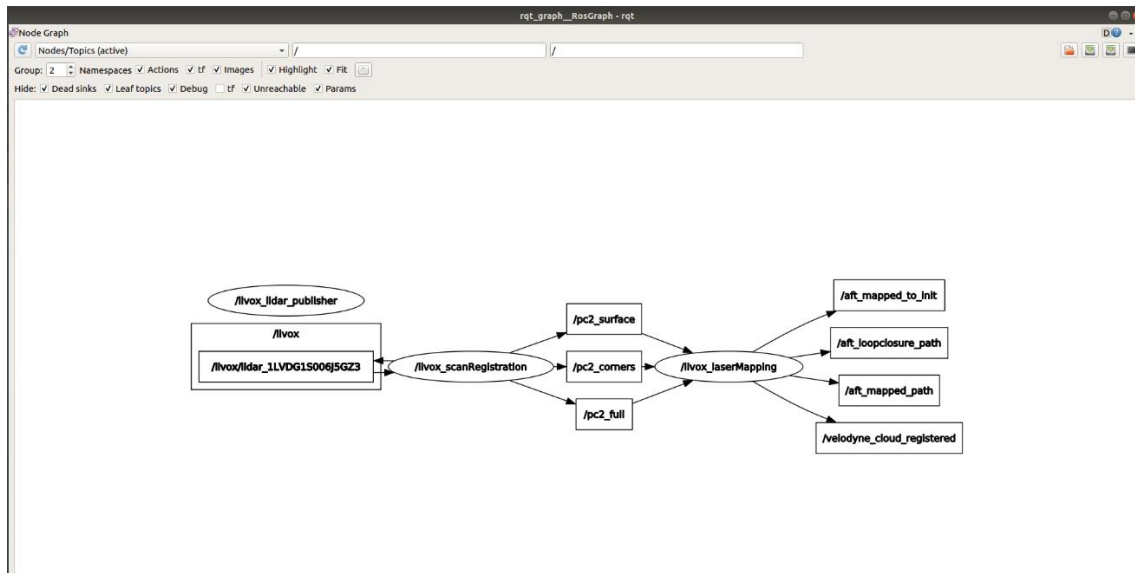 rqt_graph__RosGraph - rqt
Node Graph
D
Nodes/Topics (active)
/
/
Group: 2 Namespaces Actions tf Images Highlight Fit
Hide: Dead sinks Leaf topics Debug tf Unreachable Params
/livox_lidar_publisher
/livox
/livox/lidar_1LVDG1S006J5GZ3
/livox_scanRegistration
/pc2_surface
/pc2_corners
/pc2_full
/livox_laserMapping
/aft_mapped_to_init
/aft_loopclosure_path
/aft_mapped_path
/velodyne_cloud_registered